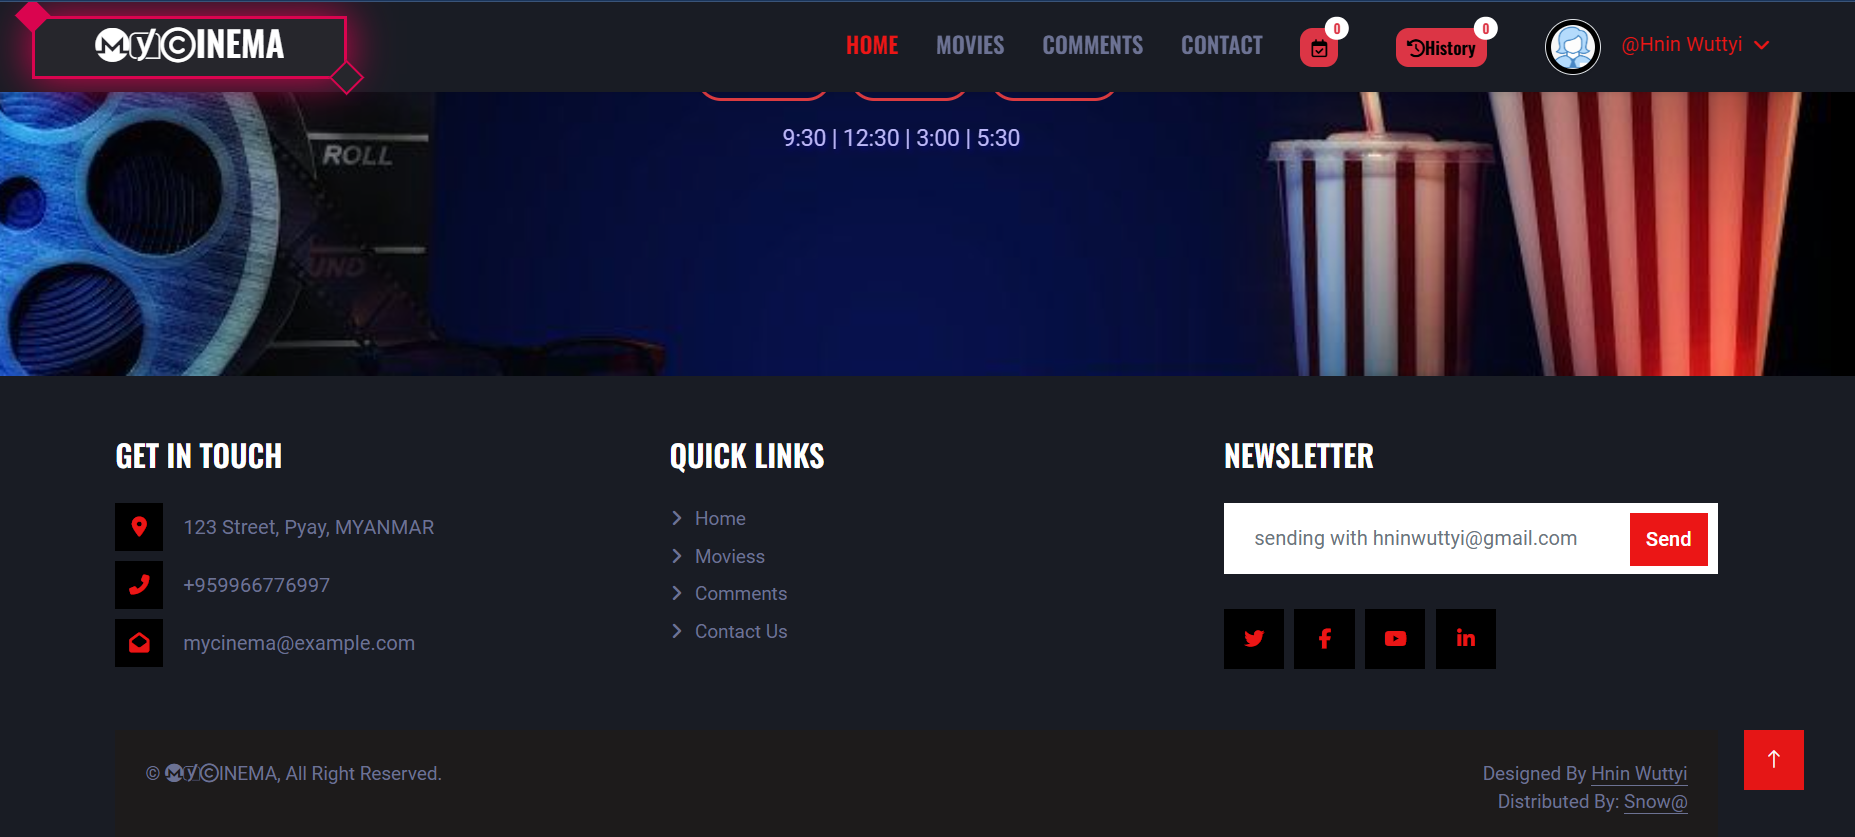 MyCINEMA
HOME
MOVIES
COMMENTS
CONTACT
0
History
0
@Hnin Wuttyi
ROLL
9:30 | 12:30 | 3:00 | 5:30
GET IN TOUCH
123 Street, Pyay, MYANMAR
+959966776997
mycinema@example.com
QUICK LINKS
Home
Moviess
Comments
Contact Us
NEWSLETTER
sending with hninwuttyi@gmail.com
Send
© MyCINEMA, All Right Reserved.
Designed By Hnin Wuttyi
Distributed By: Snow@